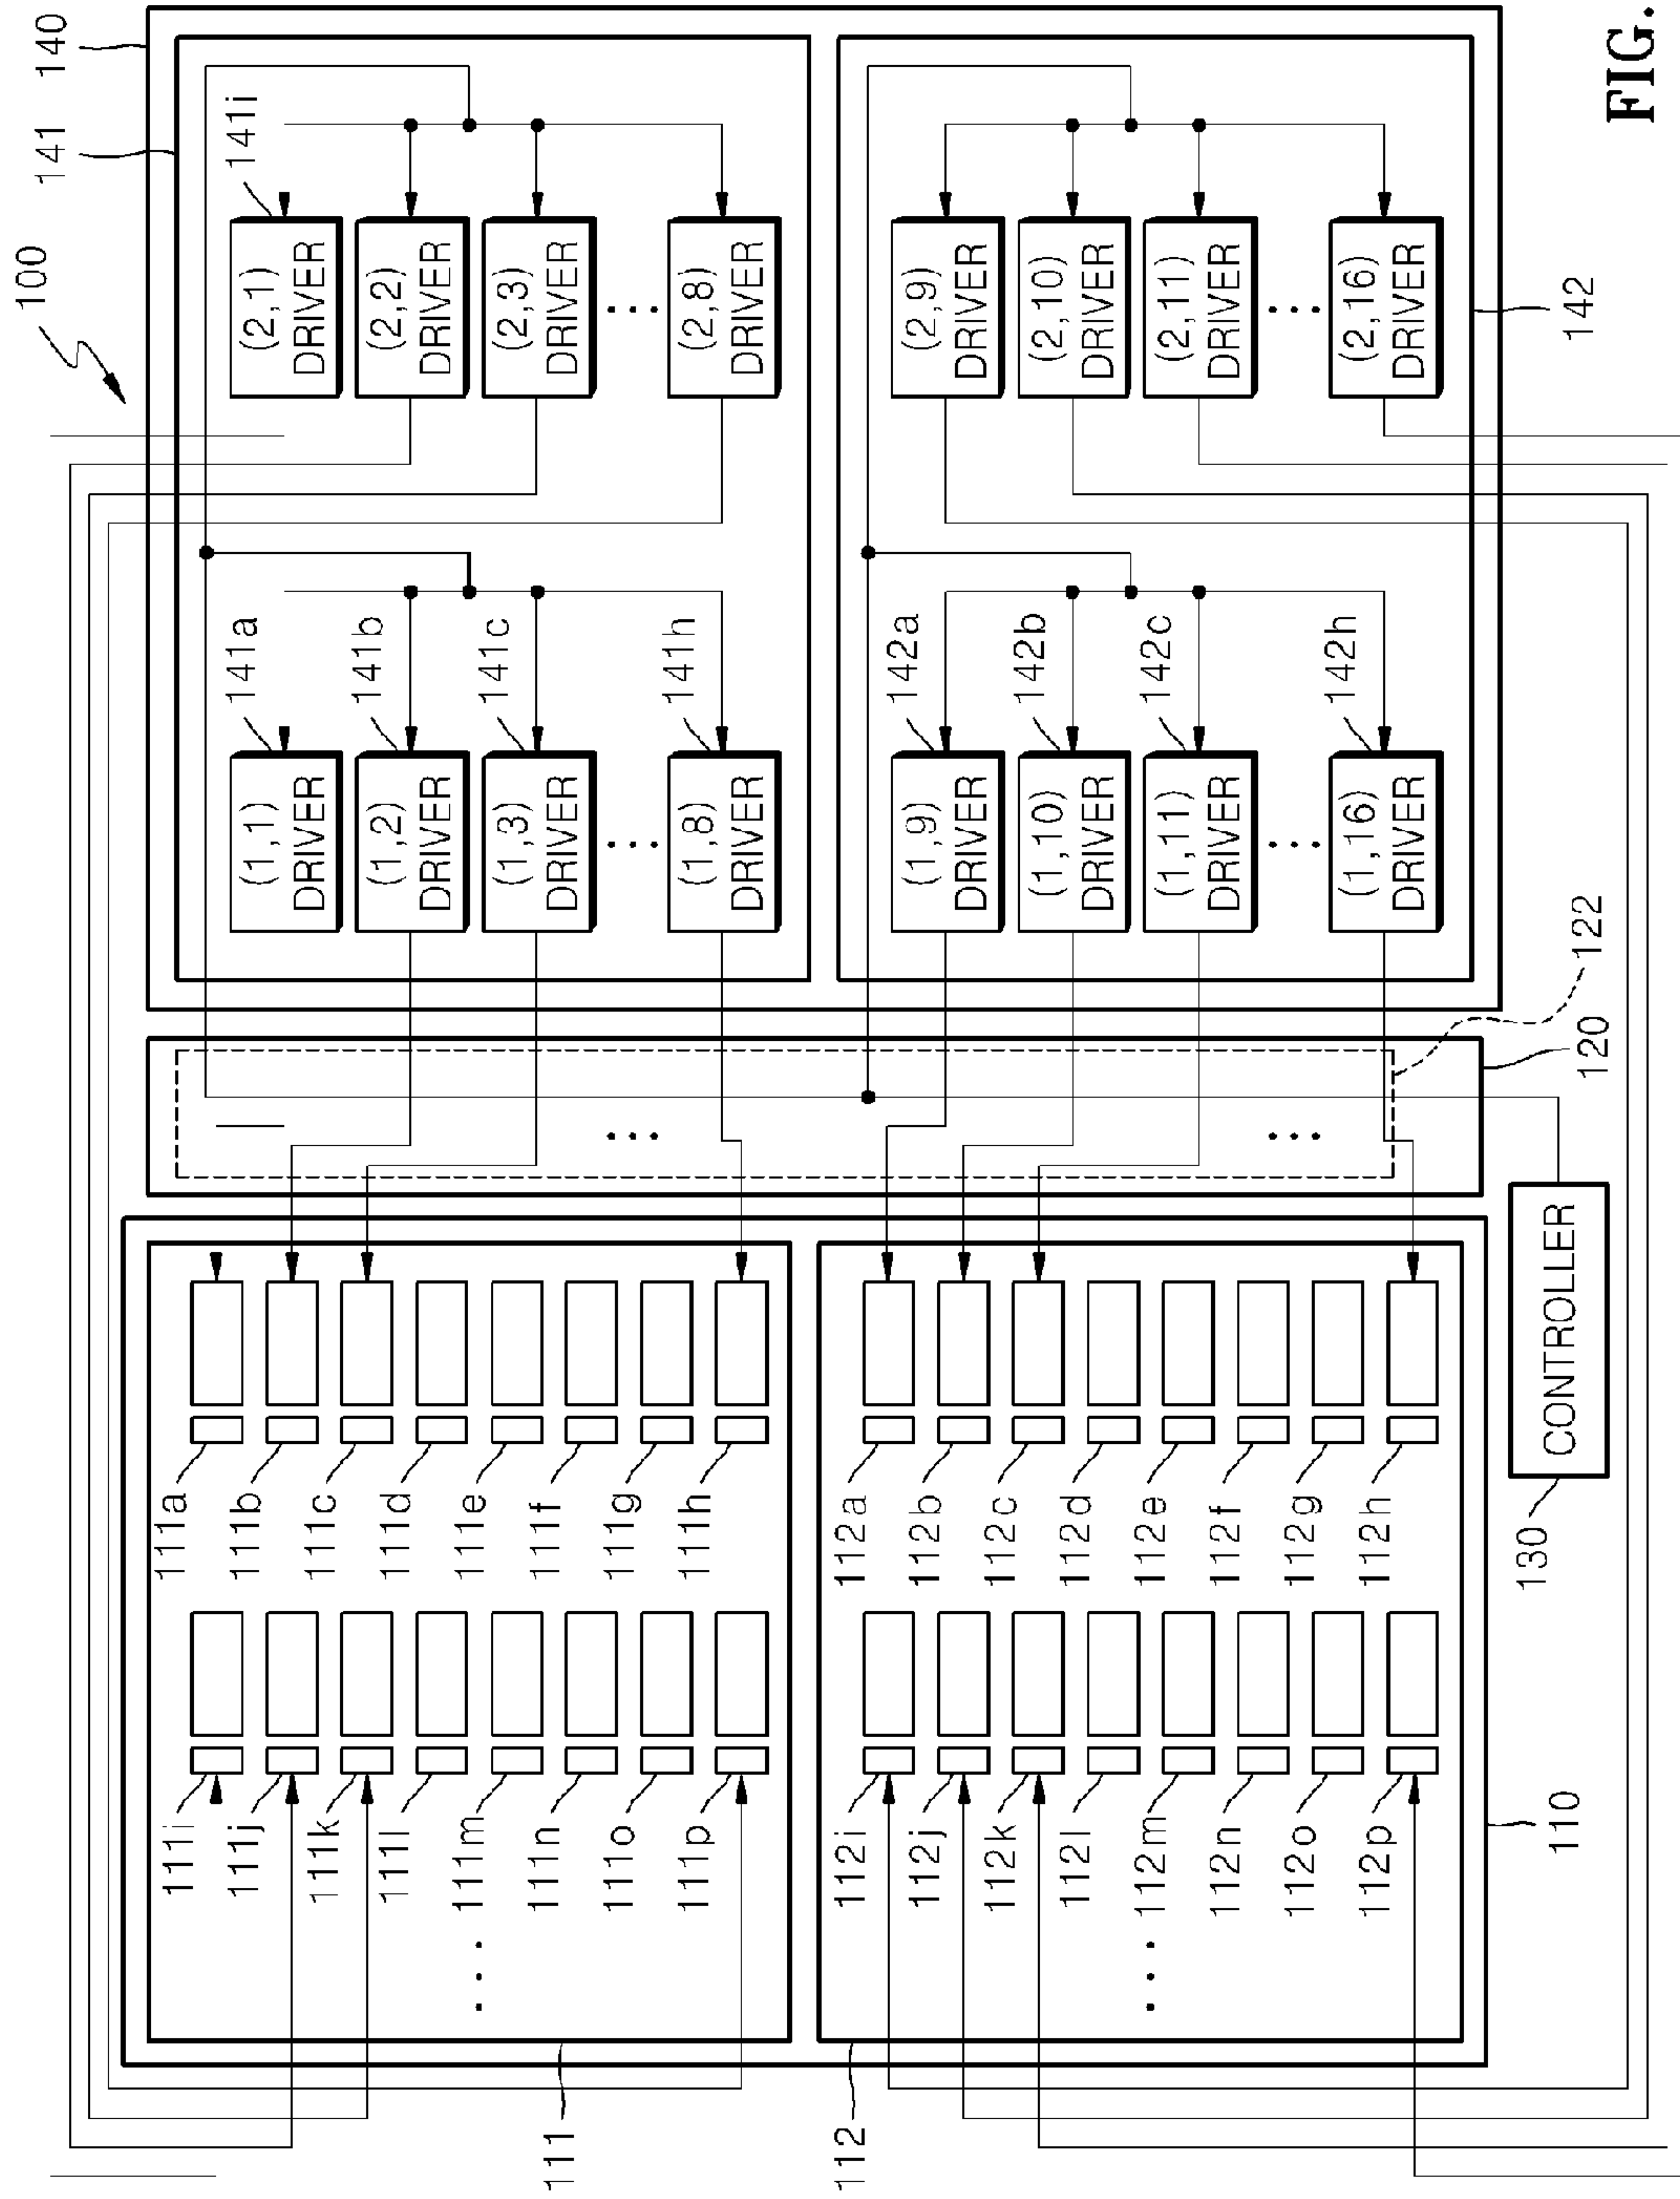 FIG.
100
140
141
141i
(2,1)
DRIVER
(2,2)
DRIVER
(2,3)
DRIVER
...
(2,8)
DRIVER
(2,9)
DRIVER
(2,10)
DRIVER
(2,11)
DRIVER
...
(2,16)
DRIVER
142
141a
141b
141c
141h
142a
142b
142c
142h
(1,1)
DRIVER
(1,2)
DRIVER
(1,3)
DRIVER
...
(1,8)
DRIVER
(1,9)
DRIVER
(1,10)
DRIVER
(1,11)
DRIVER
...
(1,16)
DRIVER
122
120
...
...
111a
111b
111c
111d
111e
111f
111g
111h
112a
112b
112c
112d
112e
112f
112g
112h
CONTROLLER
130
111i
111j
111k
111l
111m
111n
111o
111p
112i
112j
112k
112l
112m
112n
112o
112p
110
...
...
111
112